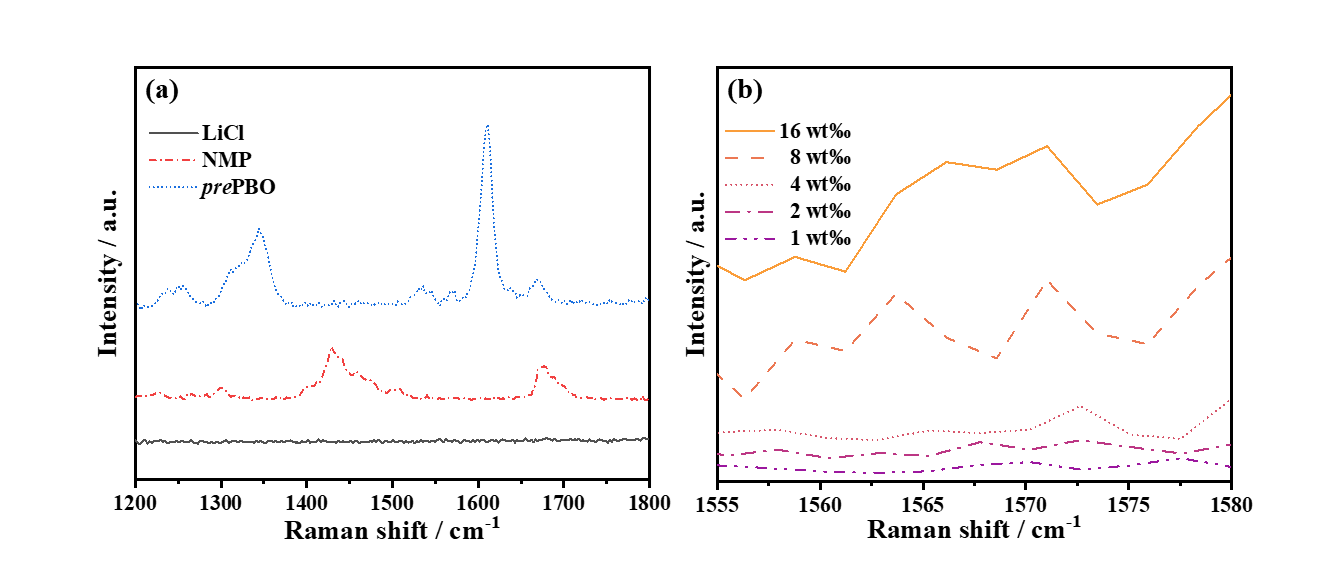 (a)
LiCl
NMP
prePBO
Intensity / a.u.
1200 1300 1400 1500 1600 1700 1800
Raman shift / cm-1
(b)
16 wt‰
8 wt‰
4 wt‰
2 wt‰
1 wt‰
Intensity / a.u.
1555 1560 1565 1570 1575 1580
Raman shift / cm-1